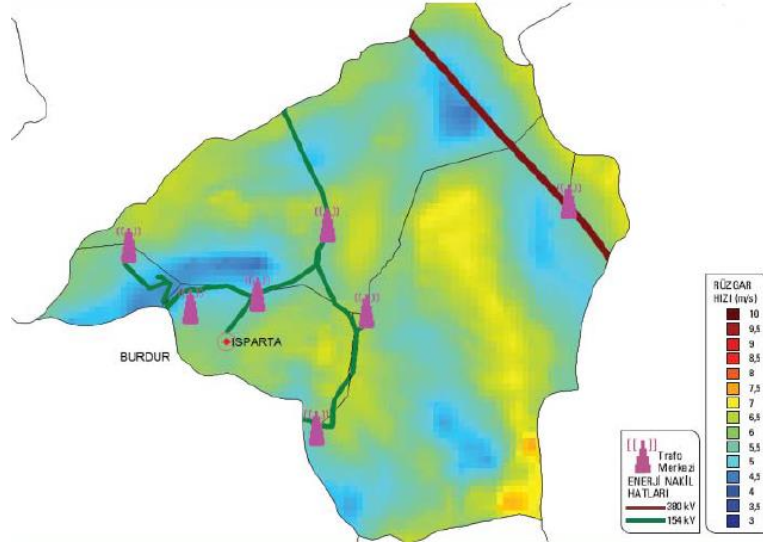 BURDUR
ISPARTA
[[ ]]
Trafo
Merkezi
ENERJİ NAKİL
HATLARI
380 kV
154 kV
RÜZGAR
HIZI (m/s)
10
9,5
9
8,5
8
7,5
7
6,5
6
5,5
5
4,5
4
3,5
3